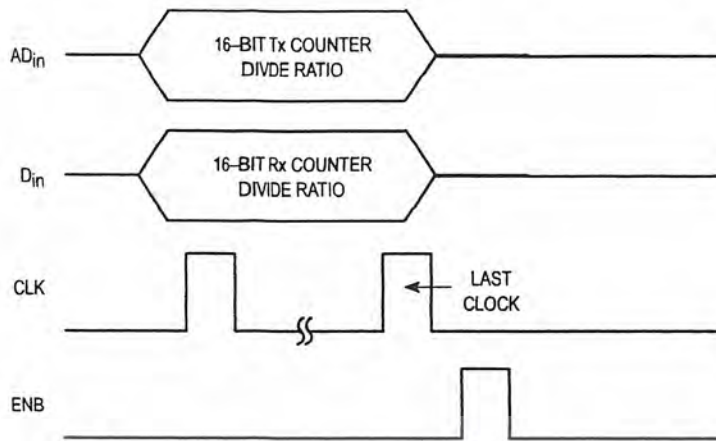 ADin
16–BIT Tx COUNTER
DIVDE RATIO
Din
16–BIT Rx COUNTER
DIVIDE RATIO
CLK
LAST
CLOCK
ENB